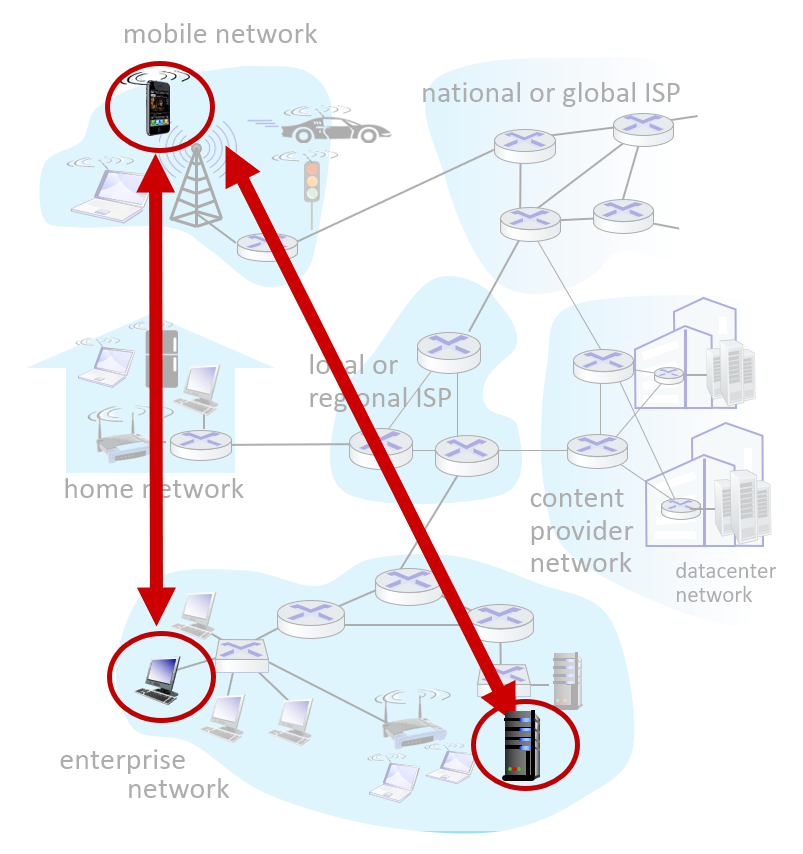 mobile network
national or global ISP
local or
regional ISP
home network
content
provider
network
datacenter
network
enterprise
network